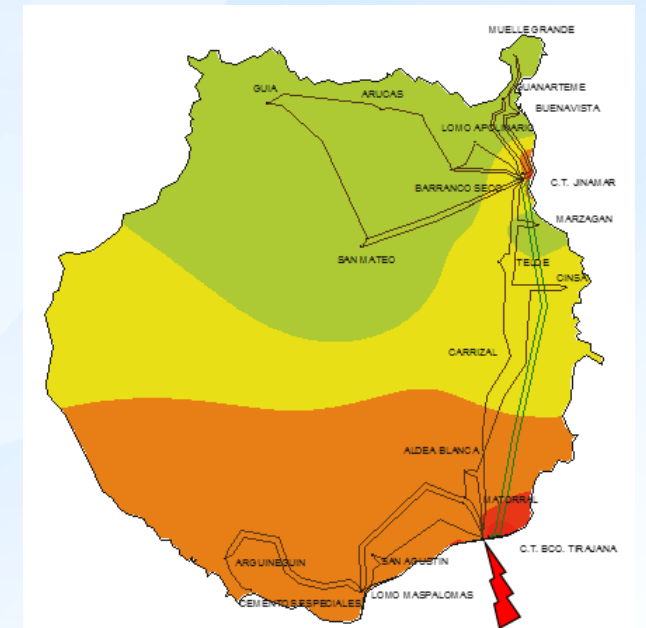 MUELLE GRANDE
GUANARTEME
GUIA
ARUCAS
BUENAVISTA
LOMO APOLINARIO
C.T. JINAMAR
BARRANCO SECO
MARZAGAN
SAN MATEO
TELDE
CINSA
CARRIZAL
ALDEA BLANCA
MATORRAL
C.T. BCO. TIRAJANA
ARGUINEGUIN
SAN AGUSTIN
LOMO MASPALOMAS
CEMENTOS ESPECIALES